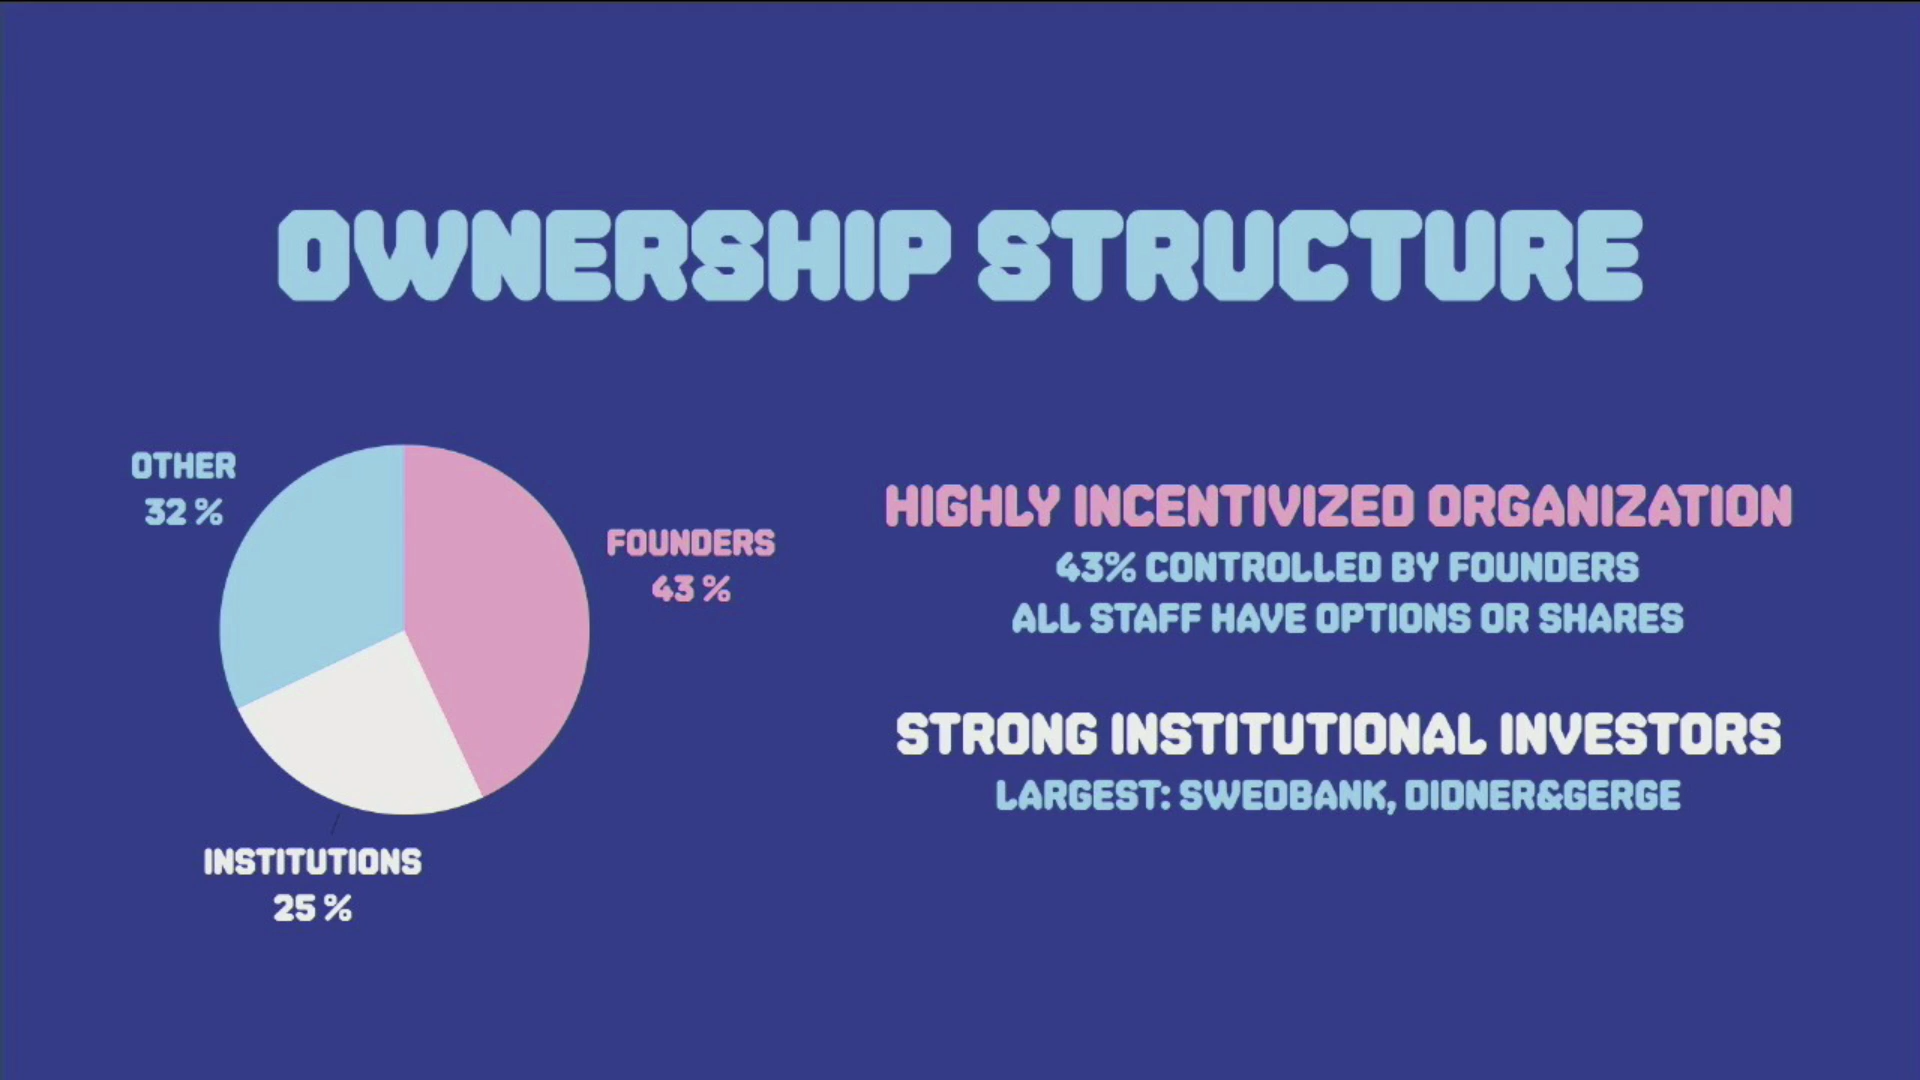 OWNERSHIP STRUCTURE
OTHER
32 %
FOUNDERS
43 %
INSTITUTIONS
25 %
HIGHLY INCENTIVIZED ORGANIZATION
43% CONTROLLED BY FOUNDERS
ALL STAFF HAVE OPTIONS OR SHARES
STRONG INSTITUTIONAL INVESTORS
LARGEST: SWEDBANK, DIDNER&GERGE